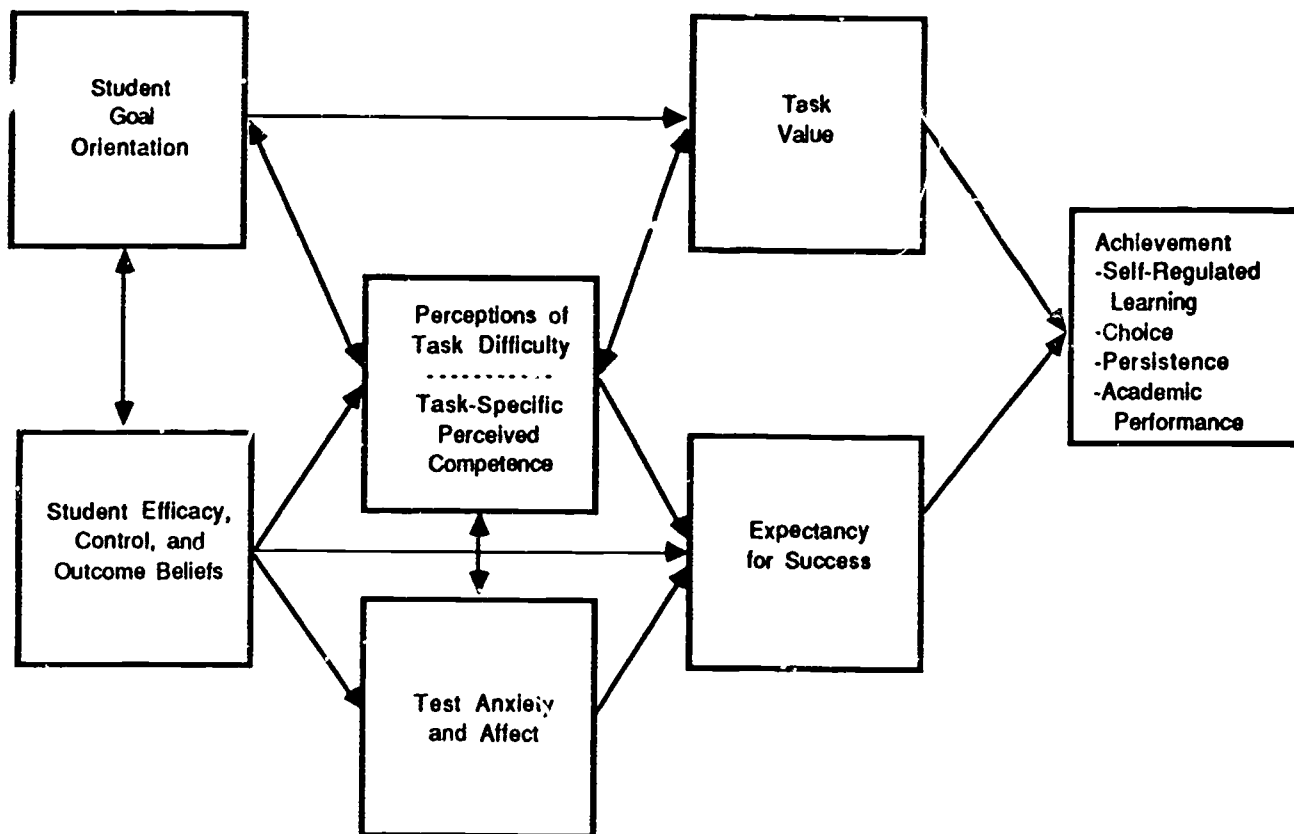 Student
Goal
Orientation
Task
Value
Achievement
-Self-Regulated
Learning
-Choice
-Persistence
-Academic
Performance
Perceptions of
Task Difficulty
Task-Specific
Perceived
Competence
Student Efficacy,
Control, and
Outcome Beliefs
Expectancy
for Success
Test Anxiety
and Affect